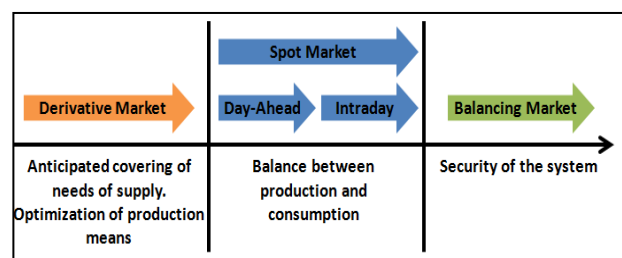 Spot Market
Derivative Market
Day-Ahead
Intraday
Balancing Market
Anticipated covering of
needs of supply.
Optimization of production
means
Balance between
production and
consumption
Security of the system